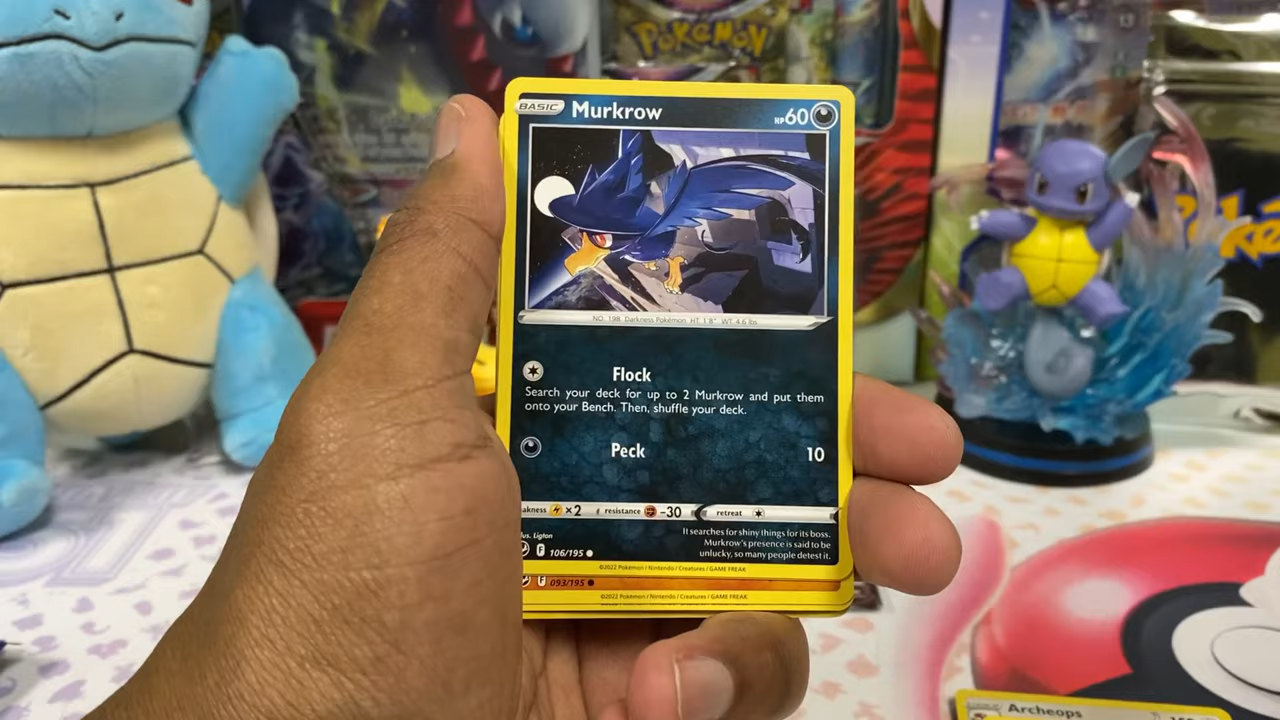 Pokémon
BASIC Murkrow HP60
NO. 198 Darkness Pokémon HT: 1'8" WT: 4.6 lbs
Flock
Search your deck for up to 2 Murkrow and put them
onto your Bench. Then, shuffle your deck.
Peck 10
akness ×2 resistance -30 retreat
lus. Ligton
F 106/195
It searches for shiny things for its boss.
Murkrow's presence is said to be
unlucky, so many people detest it.
©2022 Pokémon / Nintendo / Creatures / GAME FREAK
F 093/195
©2022 Pokémon / Nintendo / Creatures / GAME FREAK
Archeops